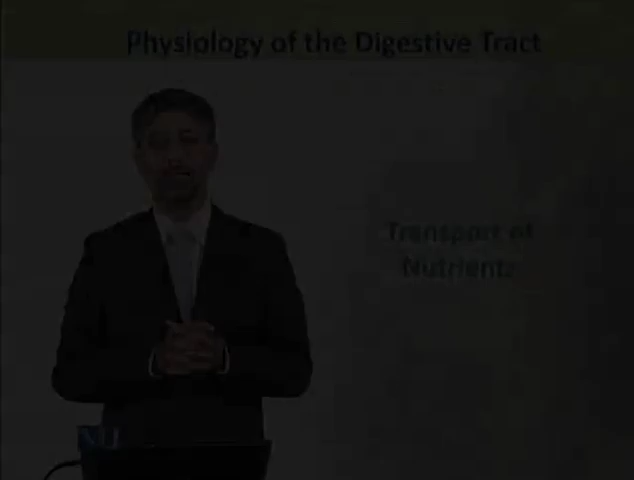 Physiology of the Digestive Tract
Transport of
Nutrients